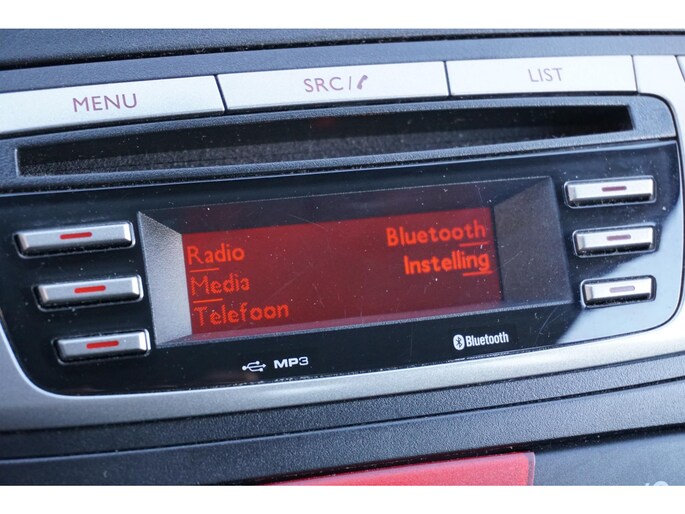 MENU
SRC/
LIST
Radio
Bluetooth
Media
Instelling
Telefoon
MP3
Bluetooth